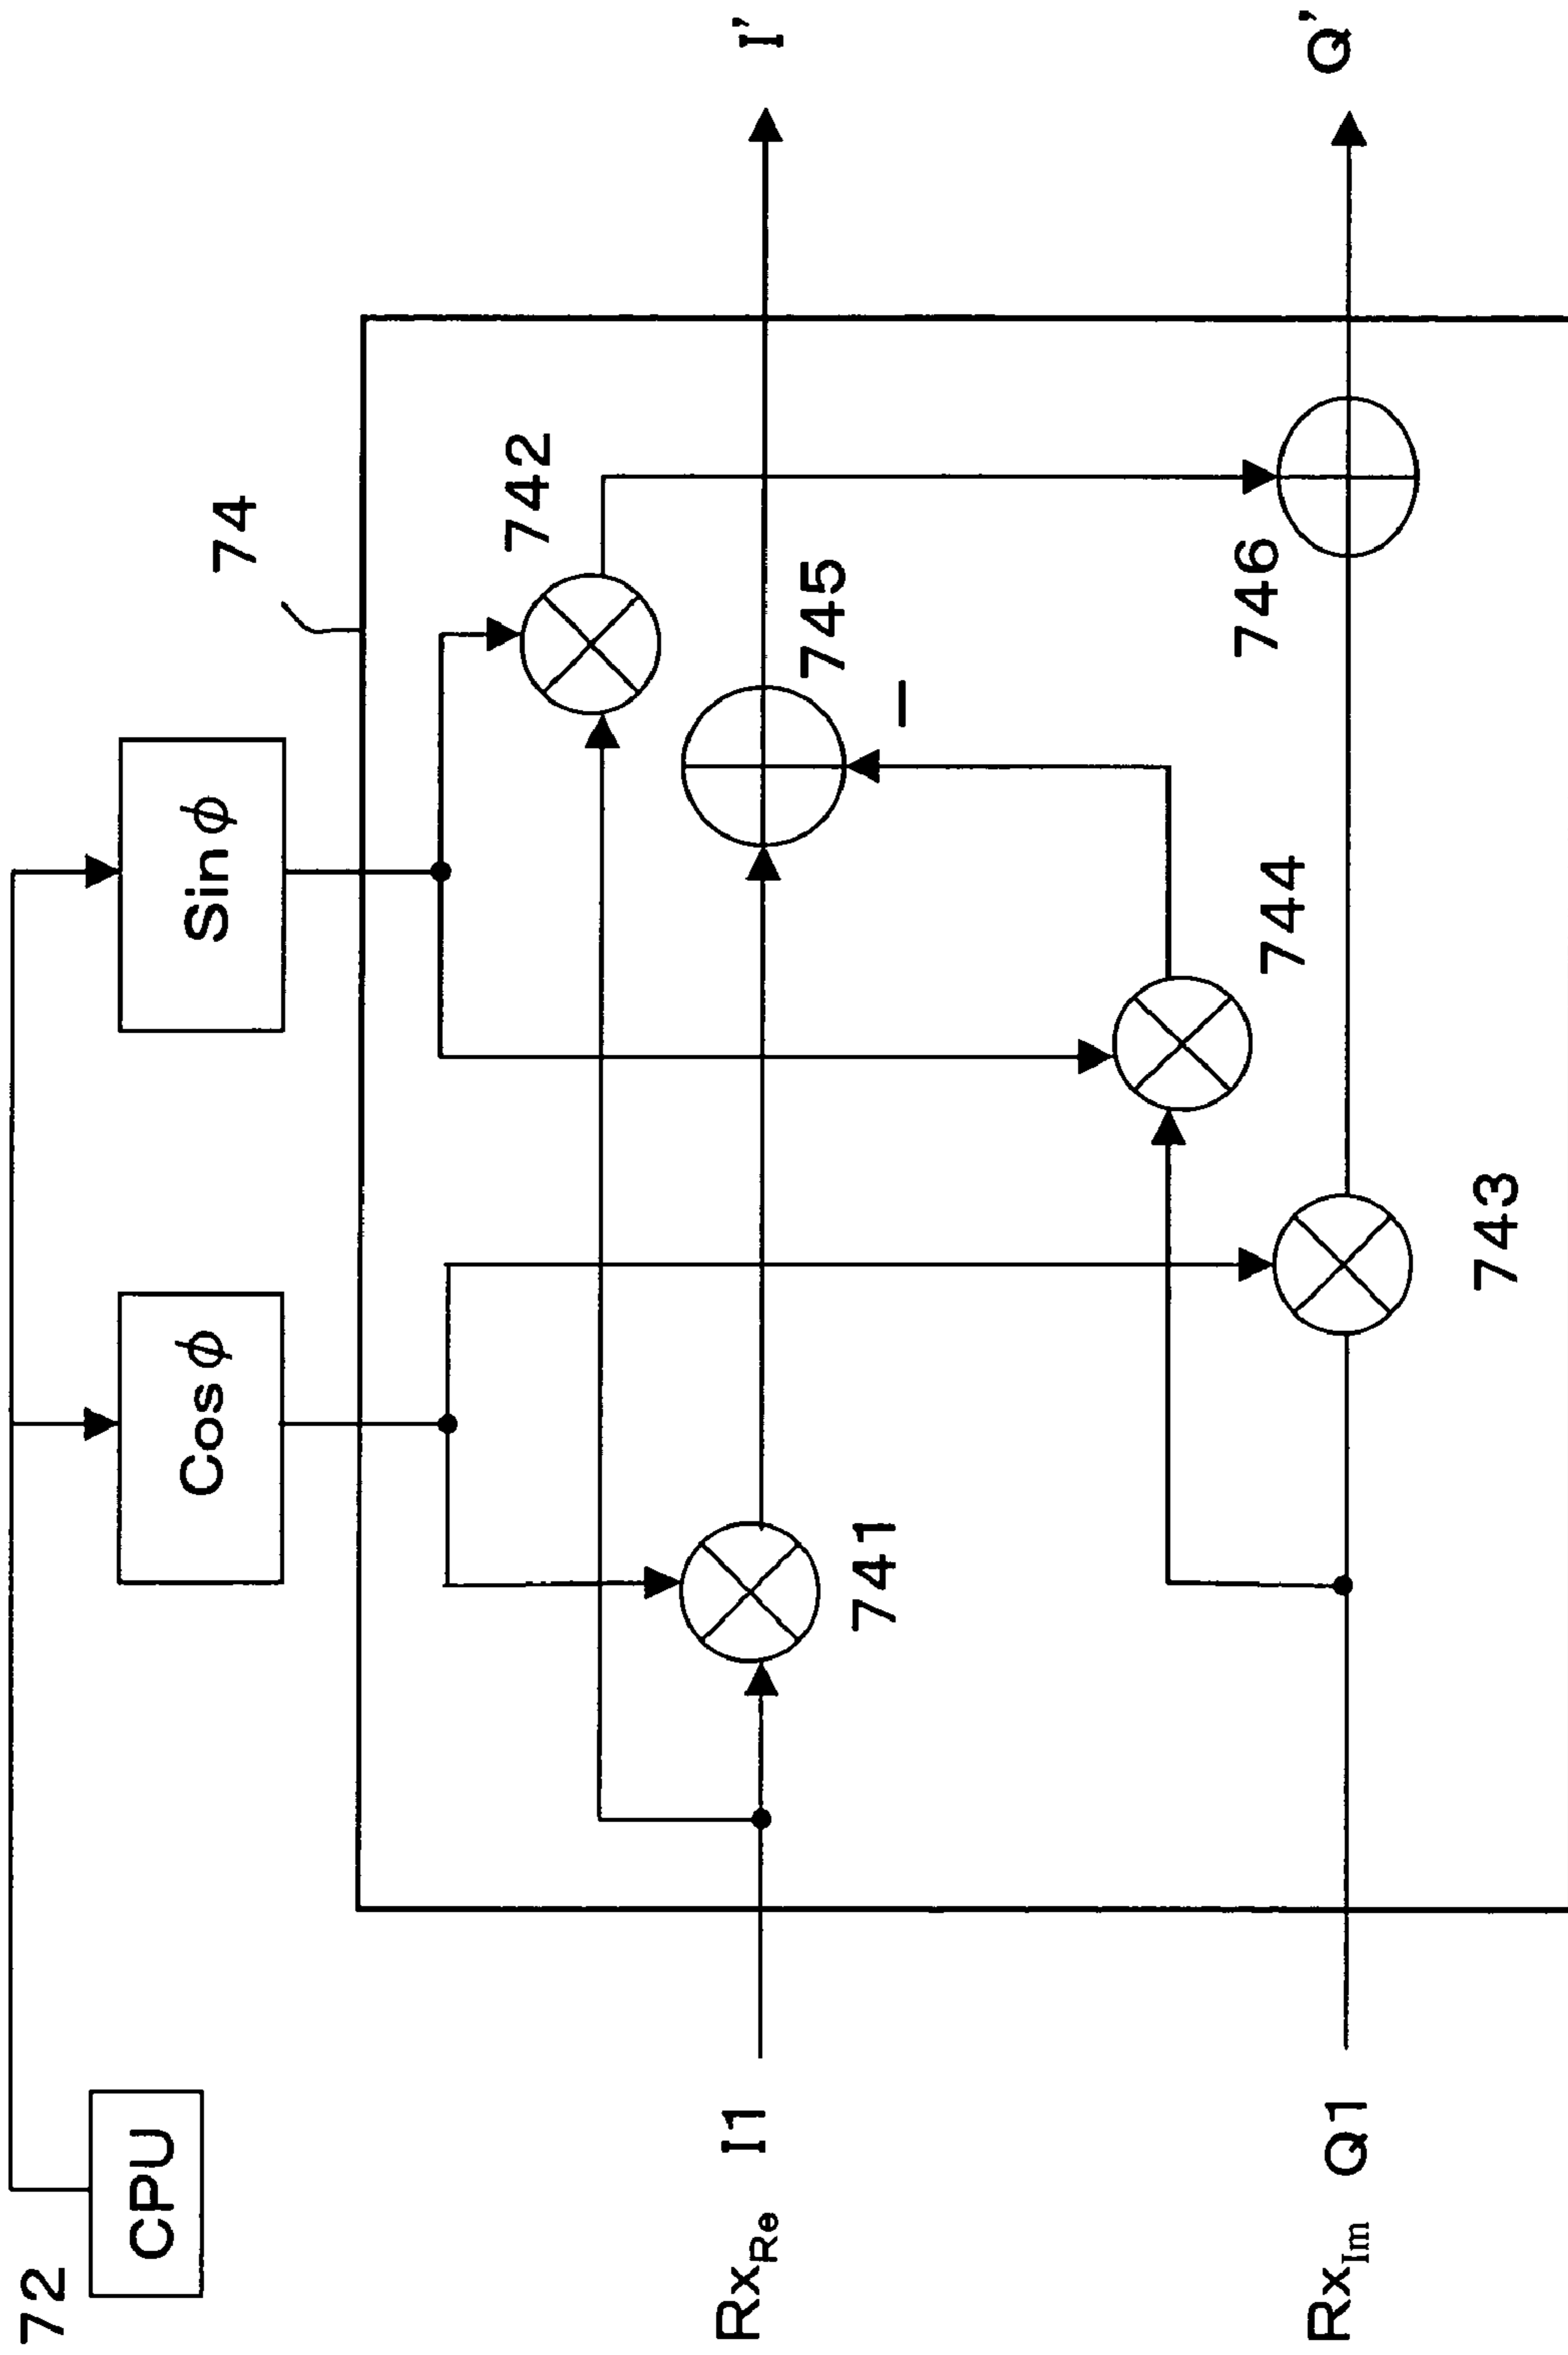 72
CPU
Cos ϕ
Sin ϕ
74
742
Rx_Re I1
741
745
−
I'
744
746
Rx_Im Q1
743
Q'